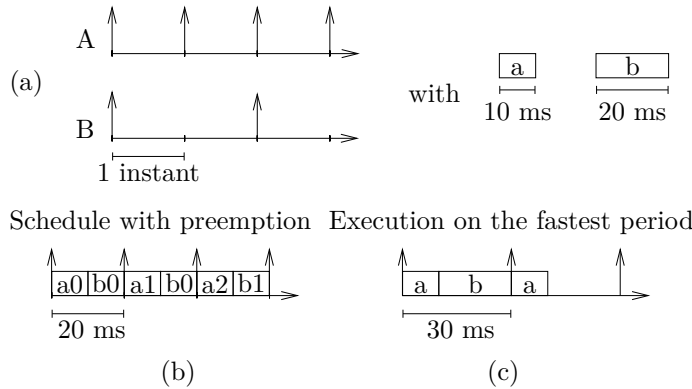 A
(a)
B
1 instant
with
a
10 ms
b
20 ms
Schedule with preemption
Execution on the fastest period
a0 b0 a1 b0 a2 b1
20 ms
(b)
a b a
30 ms
(c)